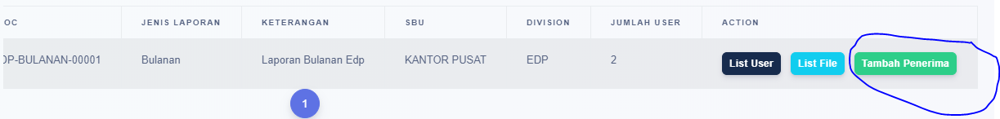 OC JENIS LAPORAN KETERANGAN SBU DIVISION JUMLAH USER ACTION
DP-BULANAN-00001 Bulanan Laporan Bulanan Edp KANTOR PUSAT EDP 2 List User List File Tambah Penerima
1